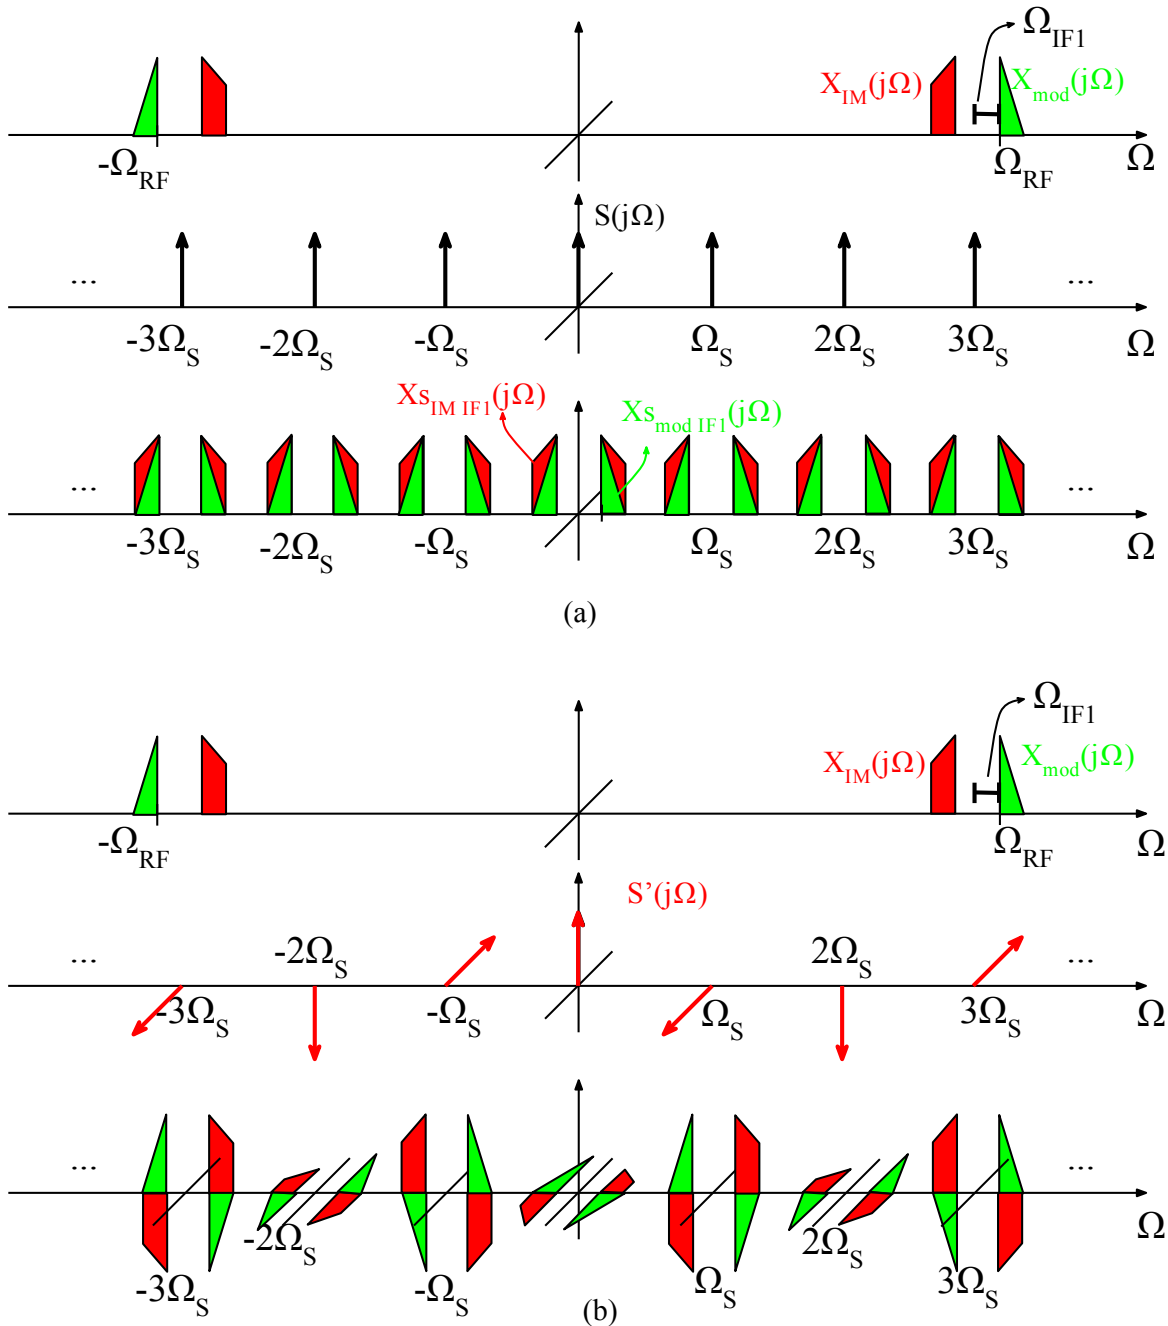 Ω_IF1
X_IM(jΩ) X_mod(jΩ)
-Ω_RF Ω_RF Ω
S(jΩ)
... ...
-3Ω_S -2Ω_S -Ω_S Ω_S 2Ω_S 3Ω_S Ω
Xs_IM IF1(jΩ) Xs_mod IF1(jΩ)
... ...
-3Ω_S -2Ω_S -Ω_S Ω_S 2Ω_S 3Ω_S Ω
(a)
Ω_IF1
X_IM(jΩ) X_mod(jΩ)
-Ω_RF Ω_RF Ω
S’(jΩ)
... -2Ω_S 2Ω_S ...
-3Ω_S -Ω_S Ω_S 3Ω_S Ω
... ...
Ω
-2Ω_S 2Ω_S
-3Ω_S -Ω_S Ω_S 3Ω_S
(b)